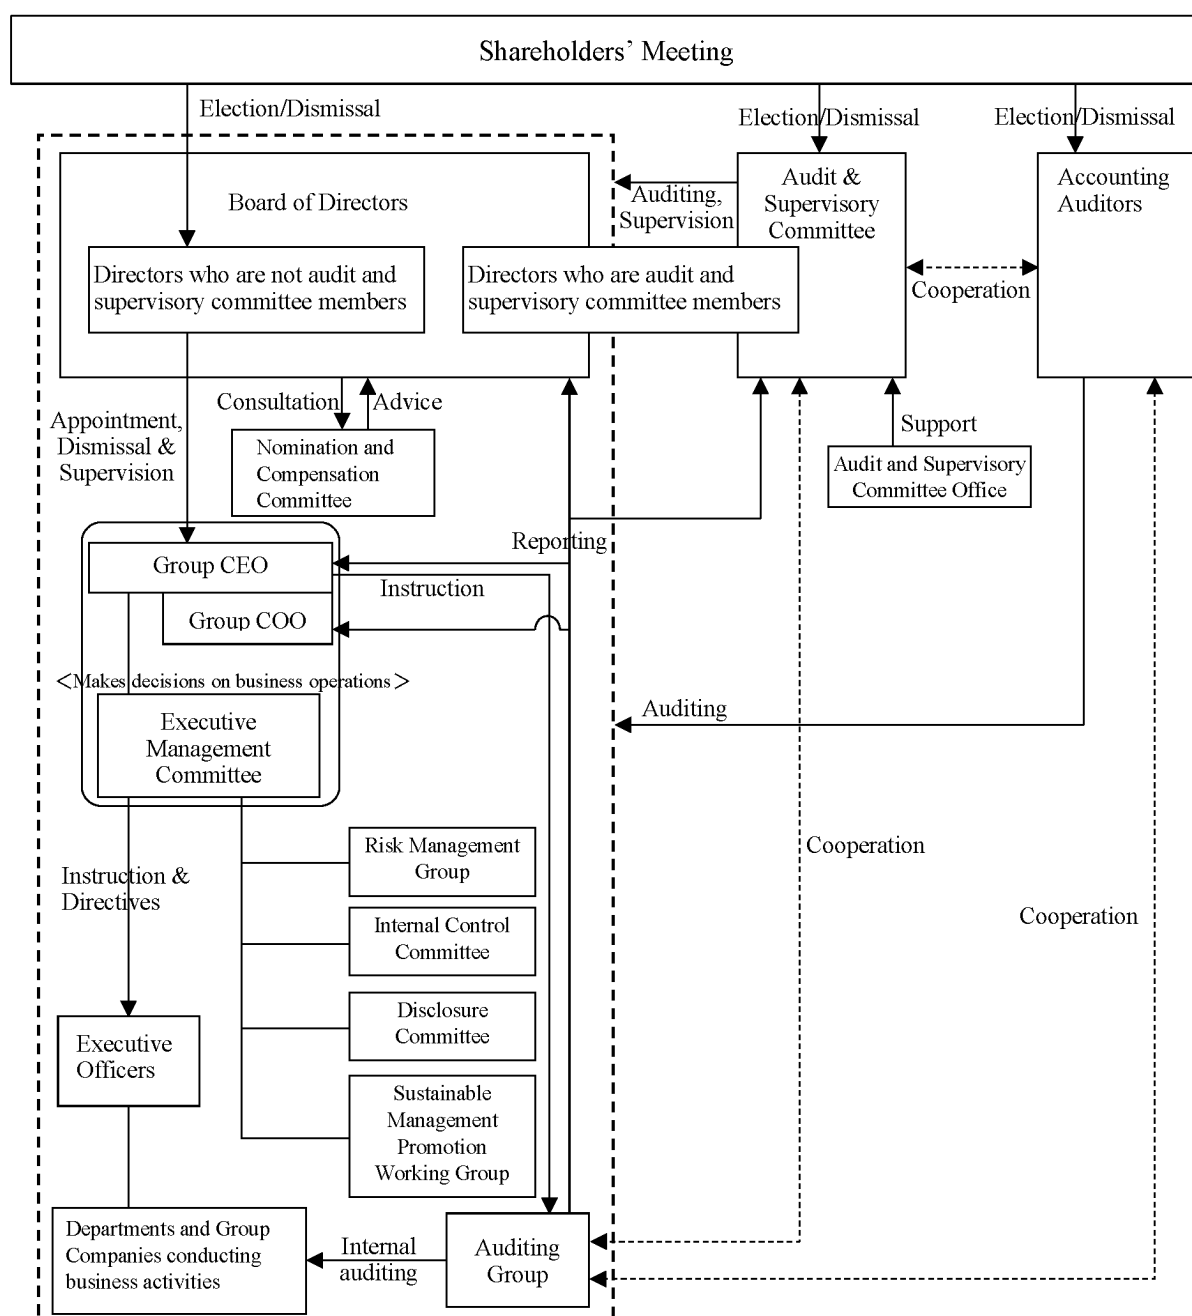 Shareholders’ Meeting
Election/Dismissal
Election/Dismissal
Election/Dismissal
Board of Directors
Auditing,
Supervision
Audit &
Supervisory
Committee
Accounting
Auditors
Directors who are not audit and
supervisory committee members
Directors who are audit and
supervisory committee members
Cooperation
Appointment,
Dismissal &
Supervision
Consultation
Advice
Nomination and
Compensation
Committee
Support
Audit and Supervisory
Committee Office
Reporting
Group CEO
Instruction
Group COO
<Makes decisions on business operations>
Executive
Management
Committee
Auditing
Risk Management
Group
Cooperation
Instruction &
Directives
Internal Control
Committee
Cooperation
Disclosure
Committee
Executive
Officers
Sustainable
Management
Promotion
Working Group
Departments and Group
Companies conducting
business activities
Internal
auditing
Auditing
Group